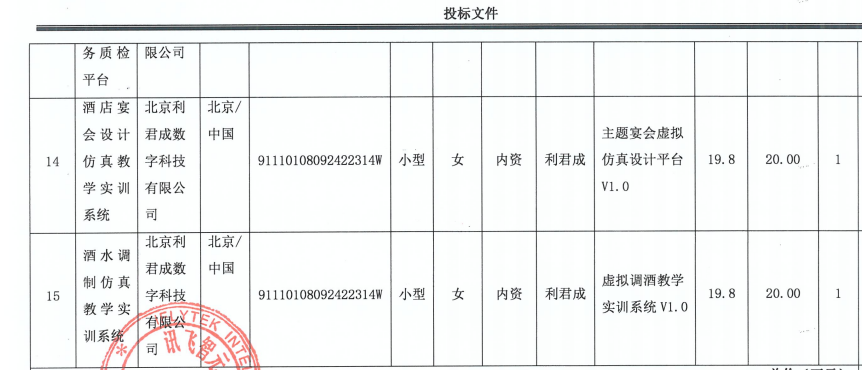 投标文件
务质检
平台
限公司
14
酒店宴
会设计
仿真教
学实训
系统
北京利
君成数
字科技
有限公
司
北京/
中国
91110108092422314W
小型
女
内资
利君成
主题宴会虚拟
仿真设计平台
V1.0
19.8
20.00
1
15
酒水调
制仿真
教学实
训系统
北京利
君成数
字科技
有限公
司
北京/
中国
91110108092422314W
小型
女
内资
利君成
虚拟调酒教学
实训系统 V1.0
19.8
20.00
1
讯飞智元